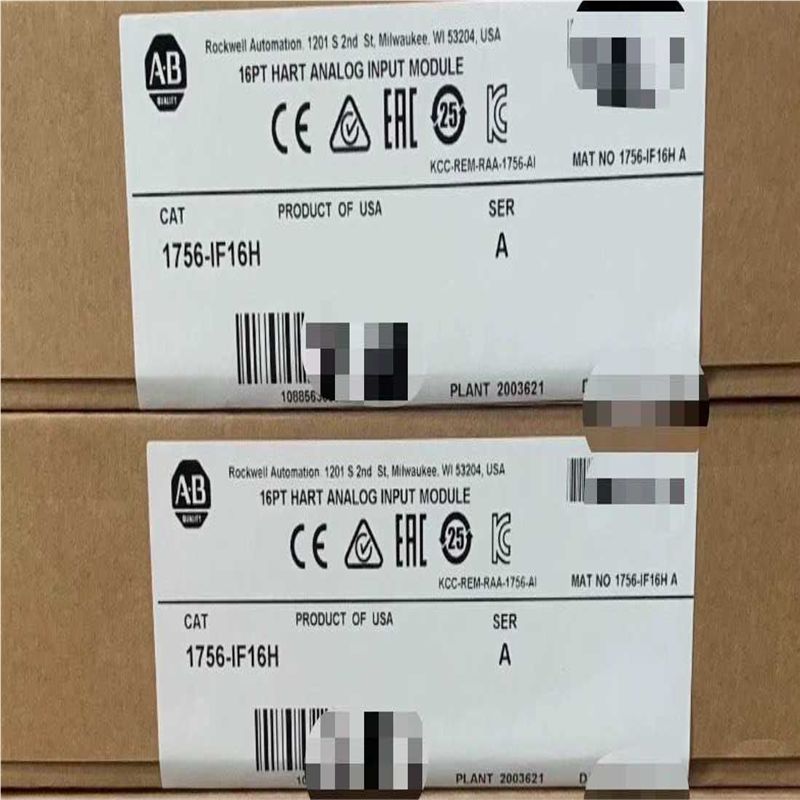 A·B
QUALITY
Rockwell Automation. 1201 S 2nd St, Milwaukee. WI 53204, USA
16PT HART ANALOG INPUT MODULE
CE
EAC
25
KC
KCC-REM-RAA-1756-AI
MAT NO 1756-IF16H A
CAT
PRODUCT OF USA
SER
1756-IF16H
A
PLANT 2003621
A·B
QUALITY
Rockwell Automation. 1201 S 2nd St, Milwaukee. WI 53204, USA
16PT HART ANALOG INPUT MODULE
CE
EAC
25
KC
KCC-REM-RAA-1756-AI
MAT NO 1756-IF16H A
CAT
PRODUCT OF USA
SER
1756-IF16H
A
PLANT 2003621